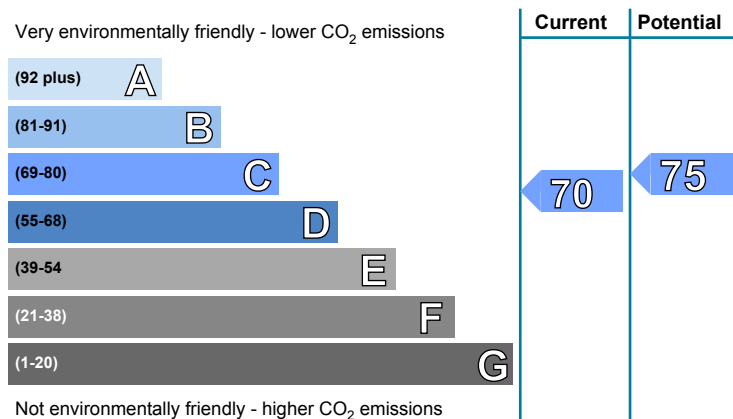 Current Potential
Very environmentally friendly - lower CO2 emissions
(92 plus) A
(81-91) B
(69-80) C
70 75
(55-68) D
(39-54 E
(21-38) F
(1-20) G
Not environmentally friendly - higher CO2 emissions